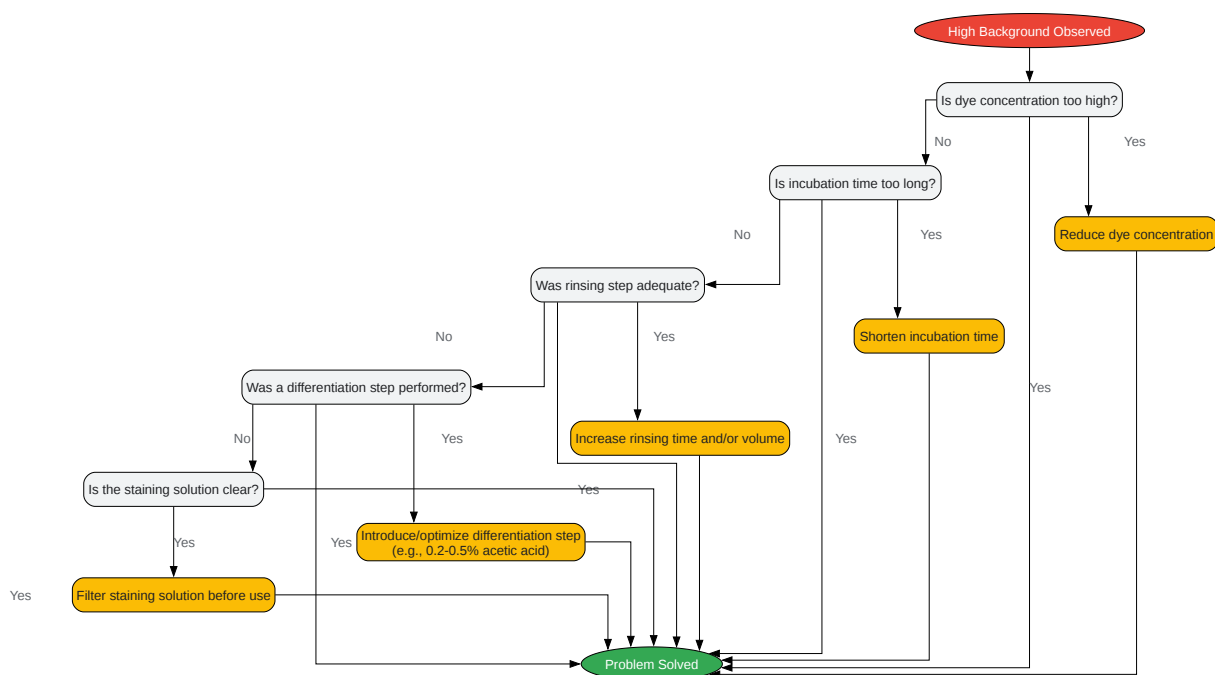 High Background Observed
Is dye concentration too high?
No
Yes
Is incubation time too long?
No
Yes
Reduce dye concentration
Was rinsing step adequate?
No
Yes
Shorten incubation time
Was a differentiation step performed?
Yes
No
Yes
Increase rinsing time and/or volume
Yes
Is the staining solution clear?
Yes
Yes
Yes
Introduce/optimize differentiation step
(e.g., 0.2-0.5% acetic acid)
Yes
Filter staining solution before use
Problem Solved